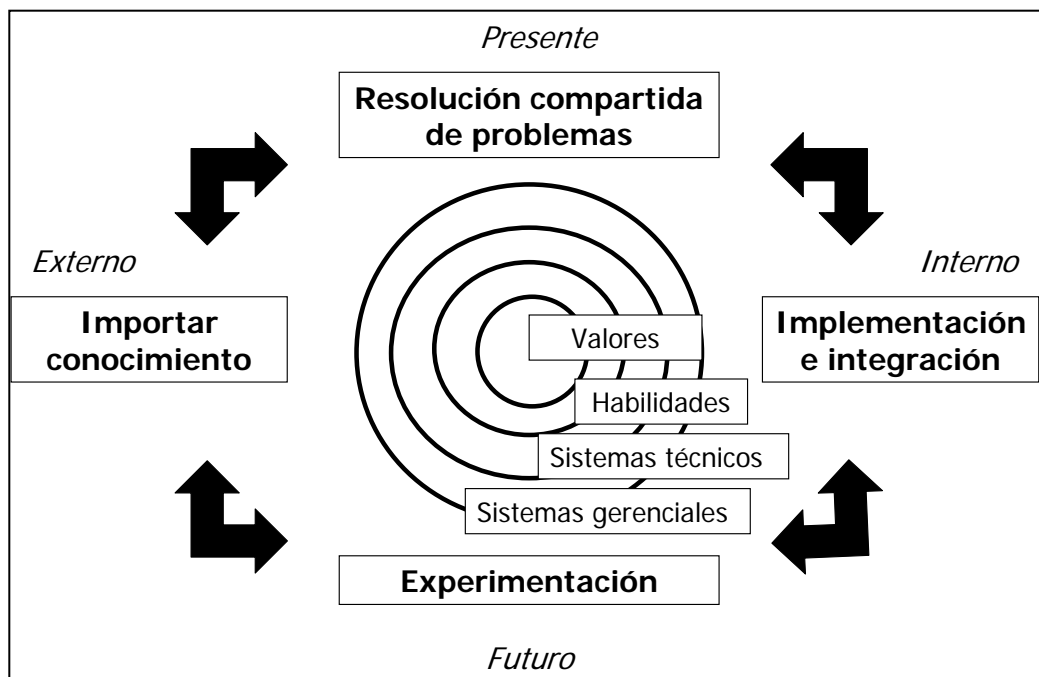 Presente
Resolución compartida
de problemas
Externo
Interno
Importar
conocimiento
Implementación
e integración
Valores
Habilidades
Sistemas técnicos
Sistemas gerenciales
Experimentación
Futuro